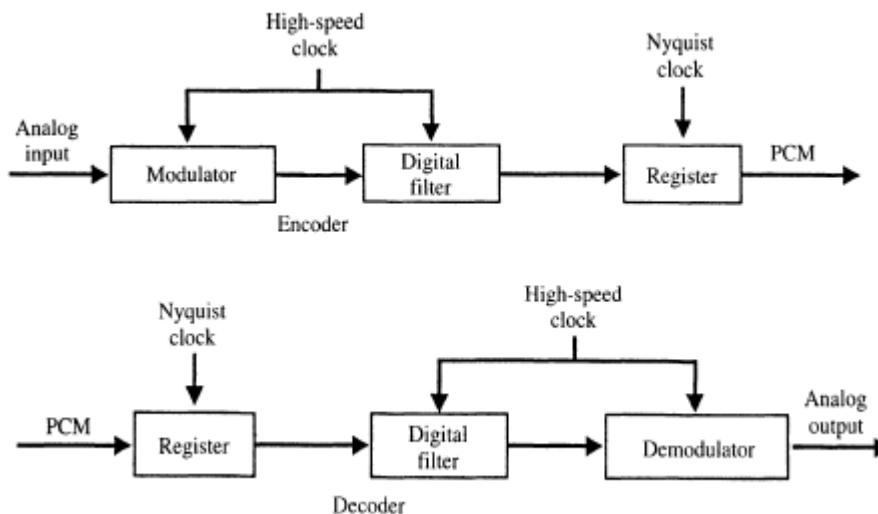 High-speed
clock
Nyquist
clock
Analog
input
Modulator
Digital
filter
Register
PCM
Encoder
Nyquist
clock
High-speed
clock
PCM
Register
Digital
filter
Demodulator
Analog
output
Decoder